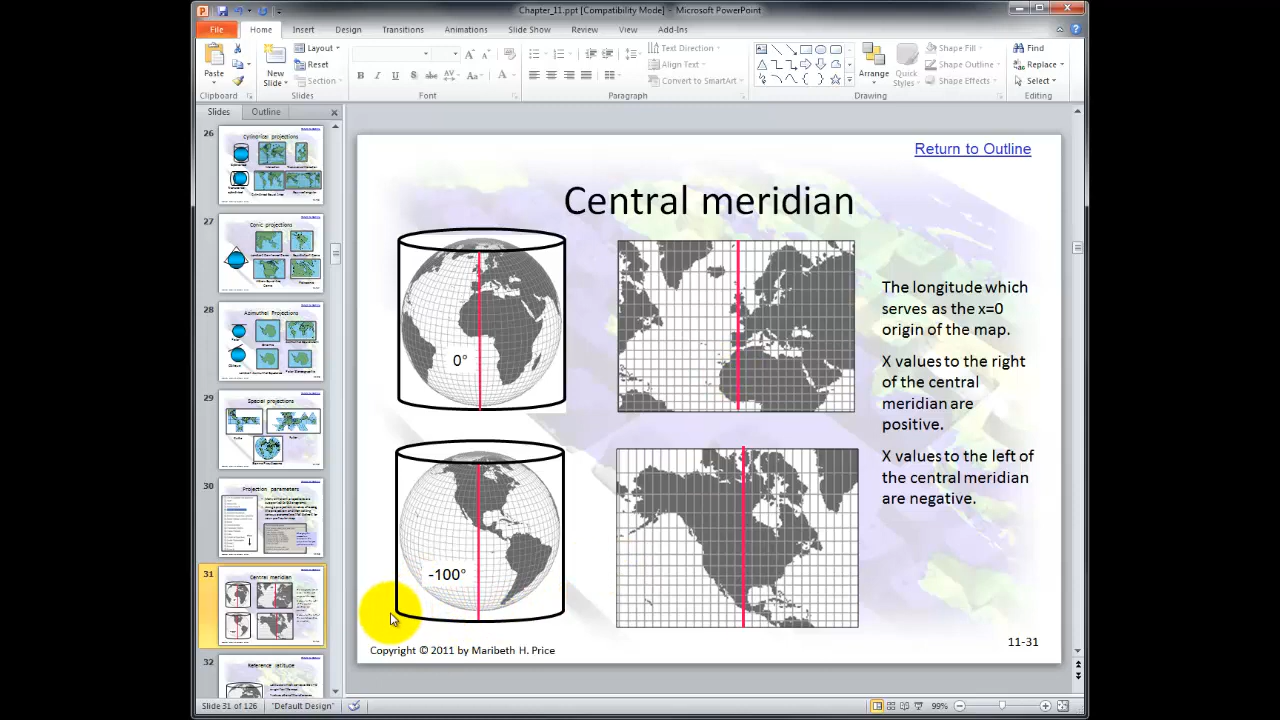 Chapter_11.ppt [Compatibility Mode] – Microsoft PowerPoint
File Home Insert Design Transitions Animations Slide Show Review View Add-Ins
Paste
Clipboard
New
Slide
Layout
Reset
Section
Slides
B I U S abe AV Aa A
Font
Text Direction
Align Text
Convert to SmartArt
Paragraph
Arrange
Quick
Styles
Shape Fill
Shape Outline
Shape Effects
Drawing
Find
Replace
Select
Editing
Slides Outline
26
Cylindrical projections
27
Conic projections
28
Azimuthal Projections
29
Special projections
30
Projection parameters
31
Central meridian
32
Reference latitude
Return to Outline
Central meridian
0°
-100°
The longitude which
serves as the x=0
origin of the map.
X values to the right
of the central
meridian are
positive.
X values to the left of
the central meridian
are negative.
Copyright © 2011 by Maribeth H. Price
11-31
Slide 31 of 126 "Default Design" 99%